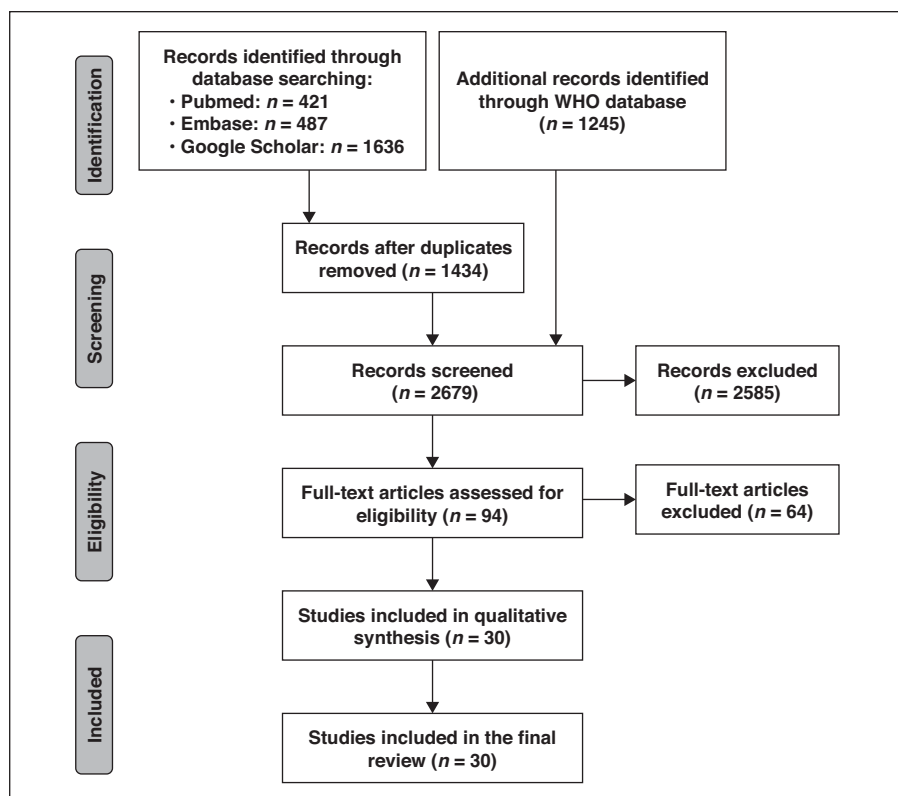 Identification
Records identified through
database searching:
· Pubmed: n = 421
· Embase: n = 487
· Google Scholar: n = 1636
Additional records identified
through WHO database
(n = 1245)
Screening
Records after duplicates
removed (n = 1434)
Records screened
(n = 2679)
Records excluded
(n = 2585)
Eligibility
Full-text articles assessed for
eligibility (n = 94)
Full-text articles
excluded (n = 64)
Included
Studies included in qualitative
synthesis (n = 30)
Studies included in the final
review (n = 30)